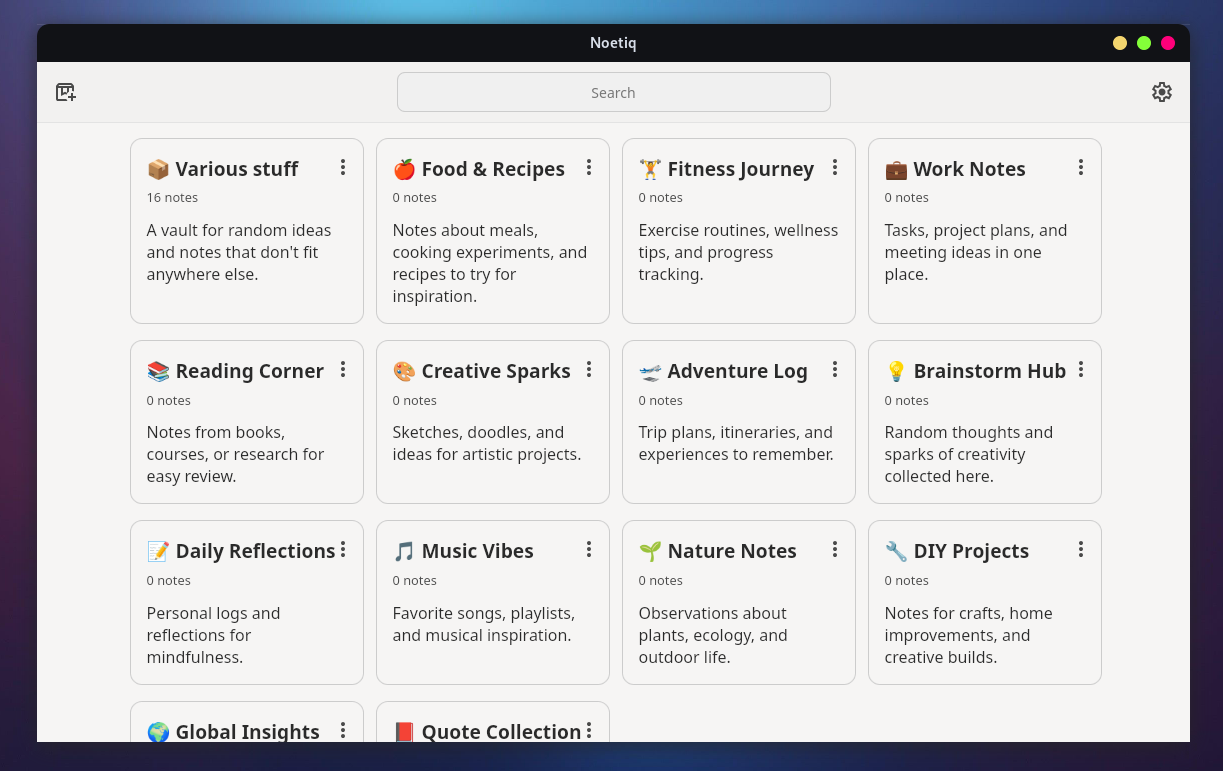 Noetiq
Search
Various stuff
16 notes
A vault for random ideas
and notes that don't fit
anywhere else.
Food & Recipes
0 notes
Notes about meals,
cooking experiments, and
recipes to try for
inspiration.
Fitness Journey
0 notes
Exercise routines, wellness
tips, and progress
tracking.
Work Notes
0 notes
Tasks, project plans, and
meeting ideas in one
place.
Reading Corner
0 notes
Notes from books,
courses, or research for
easy review.
Creative Sparks
0 notes
Sketches, doodles, and
ideas for artistic projects.
Adventure Log
0 notes
Trip plans, itineraries, and
experiences to remember.
Brainstorm Hub
0 notes
Random thoughts and
sparks of creativity
collected here.
Daily Reflections
0 notes
Personal logs and
reflections for
mindfulness.
Music Vibes
0 notes
Favorite songs, playlists,
and musical inspiration.
Nature Notes
0 notes
Observations about
plants, ecology, and
outdoor life.
DIY Projects
0 notes
Notes for crafts, home
improvements, and
creative builds.
Global Insights
Quote Collection